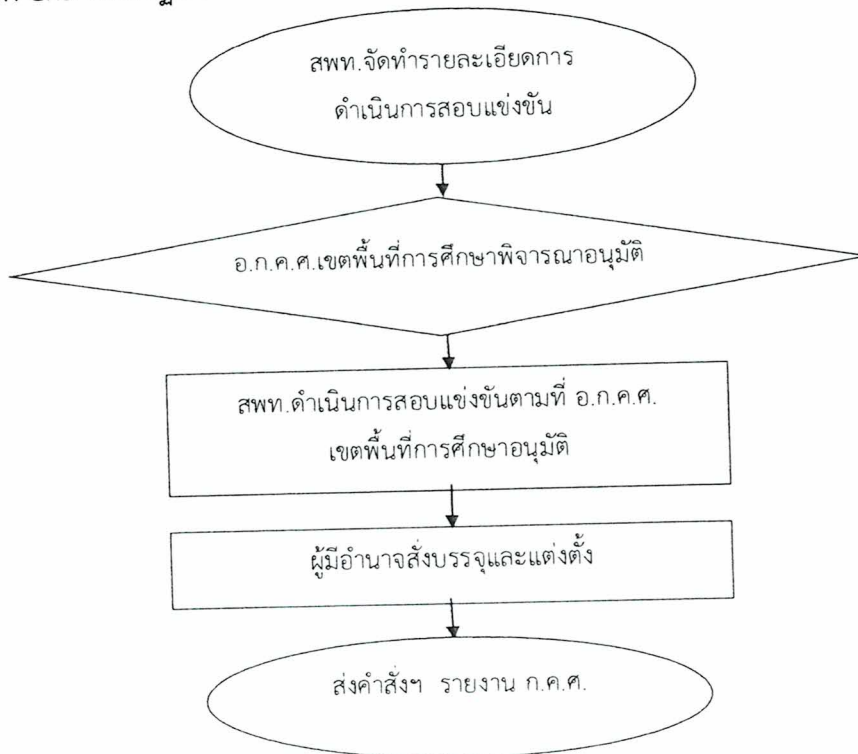 สพท.จัดทำรายละเอียดการ
ดำเนินการสอบแข่งขัน
อ.ก.ค.ศ.เขตพื้นที่การศึกษาพิจารณาอนุมัติ
สพท.ดำเนินการสอบแข่งขันตามที่ อ.ก.ค.ศ.
เขตพื้นที่การศึกษาอนุมัติ
ผู้มีอำนาจสั่งบรรจุและแต่งตั้ง
ส่งคำสั่งฯ รายงาน ก.ค.ศ.